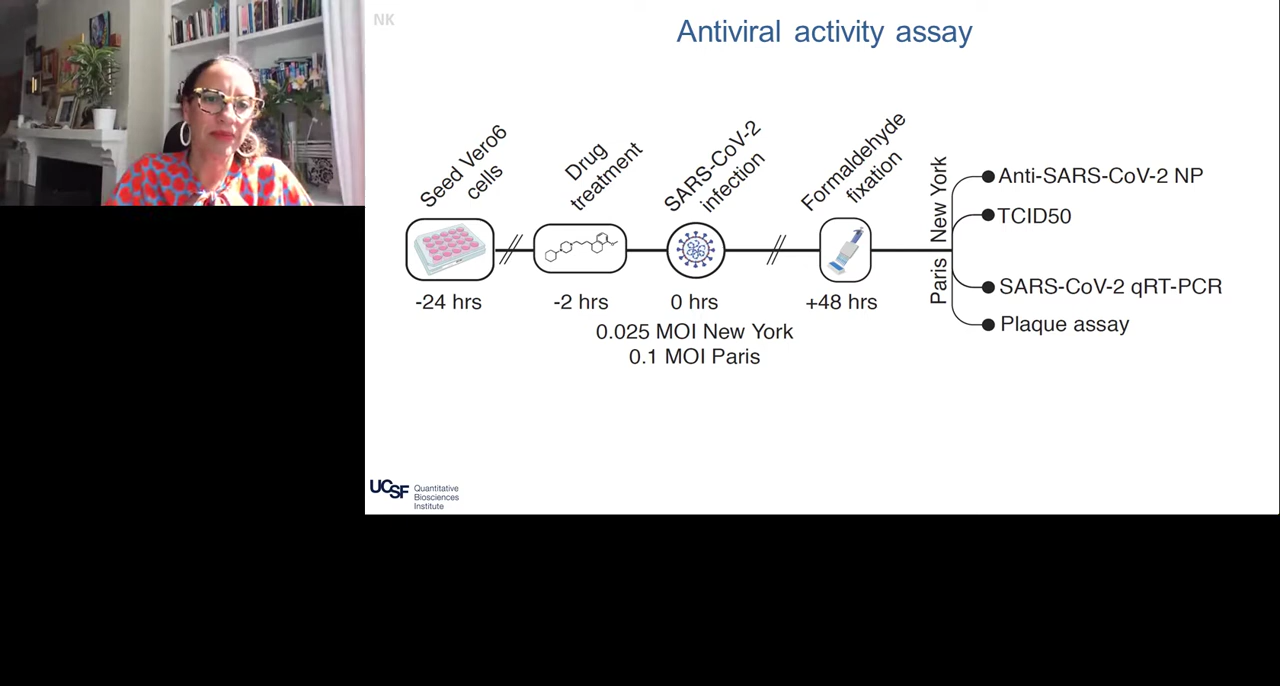 NK
Antiviral activity assay
Seed Vero6
cells
Drug
treatment
SARS-CoV-2
infection
Formaldehyde
fixation
-24 hrs
-2 hrs
0 hrs
+48 hrs
0.025 MOI New York
0.1 MOI Paris
New York
Paris
Anti-SARS-CoV-2 NP
TCID50
SARS-CoV-2 qRT-PCR
Plaque assay
UCSF
Quantitative
Biosciences
Institute